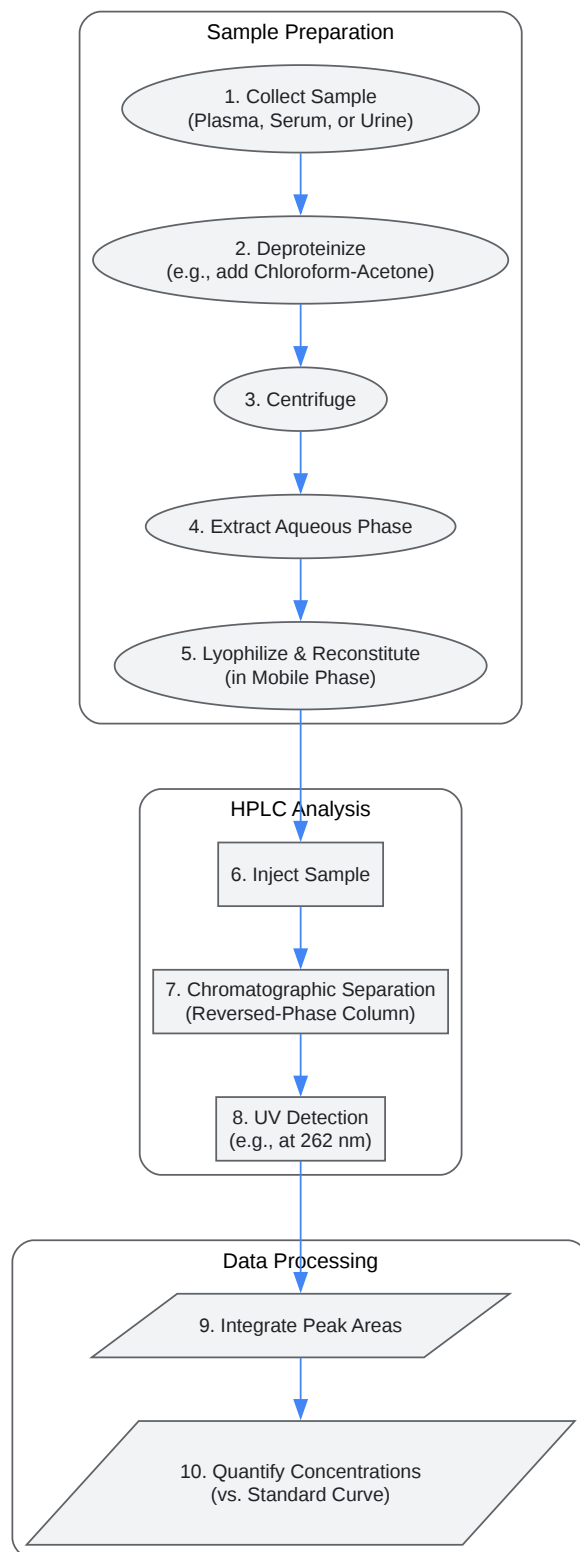 Sample Preparation
1. Collect Sample
(Plasma, Serum, or Urine)
2. Deproteinize
(e.g., add Chloroform-Acetone)
3. Centrifuge
4. Extract Aqueous Phase
5. Lyophilize & Reconstitute
(in Mobile Phase)
HPLC Analysis
6. Inject Sample
7. Chromatographic Separation
(Reversed-Phase Column)
8. UV Detection
(e.g., at 262 nm)
Data Processing
9. Integrate Peak Areas
10. Quantify Concentrations
(vs. Standard Curve)